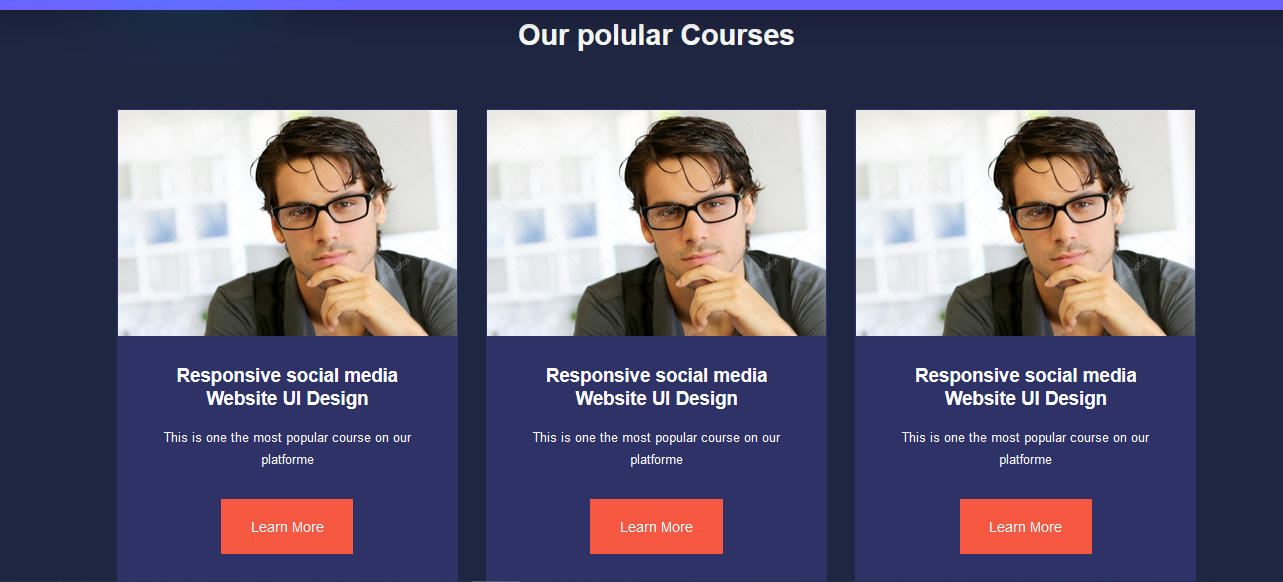 Our polular Courses
Responsive social media
Website UI Design
This is one the most popular course on our
platforme
Learn More
Responsive social media
Website UI Design
This is one the most popular course on our
platforme
Learn More
Responsive social media
Website UI Design
This is one the most popular course on our
platforme
Learn More